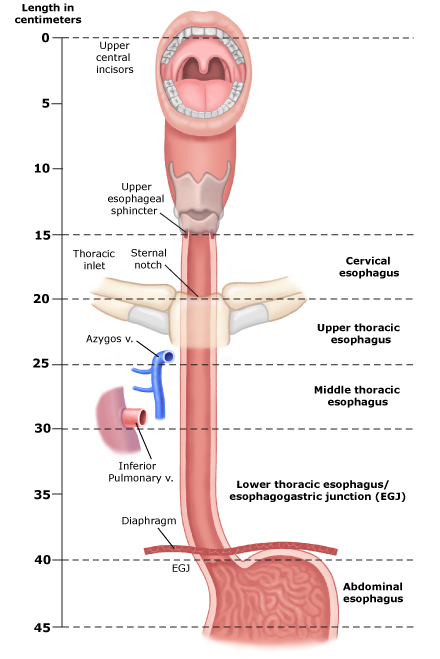 Length in
centimeters
0
Upper
central
incisors
5
10
Upper
esophageal
sphincter
15
Thoracic
inlet
Sternal
notch
Cervical
esophagus
20
Upper thoracic
esophagus
Azygos v.
25
Middle thoracic
esophagus
30
Inferior
Pulmonary v.
Lower thoracic esophagus/
esophagogastric junction (EGJ)
35
Diaphragm
40
EGJ
Abdominal
esophagus
45